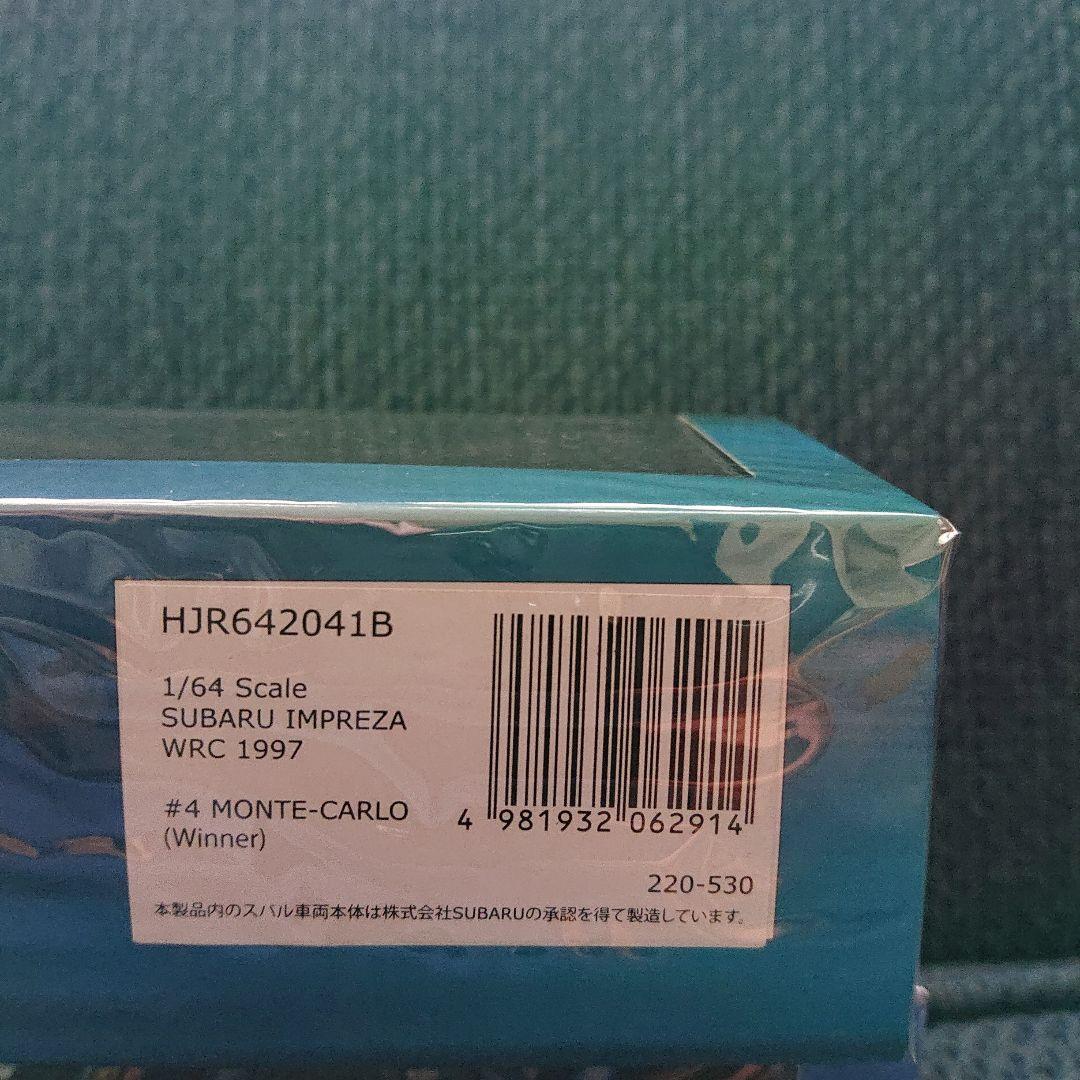 HJR642041B
1/64 Scale
SUBARU IMPREZA
WRC 1997
#4 MONTE-CARLO
(Winner)
4 981932 062914
220-530
本製品内のスバル車両本体は株式会社SUBARUの承認を得て製造しています。